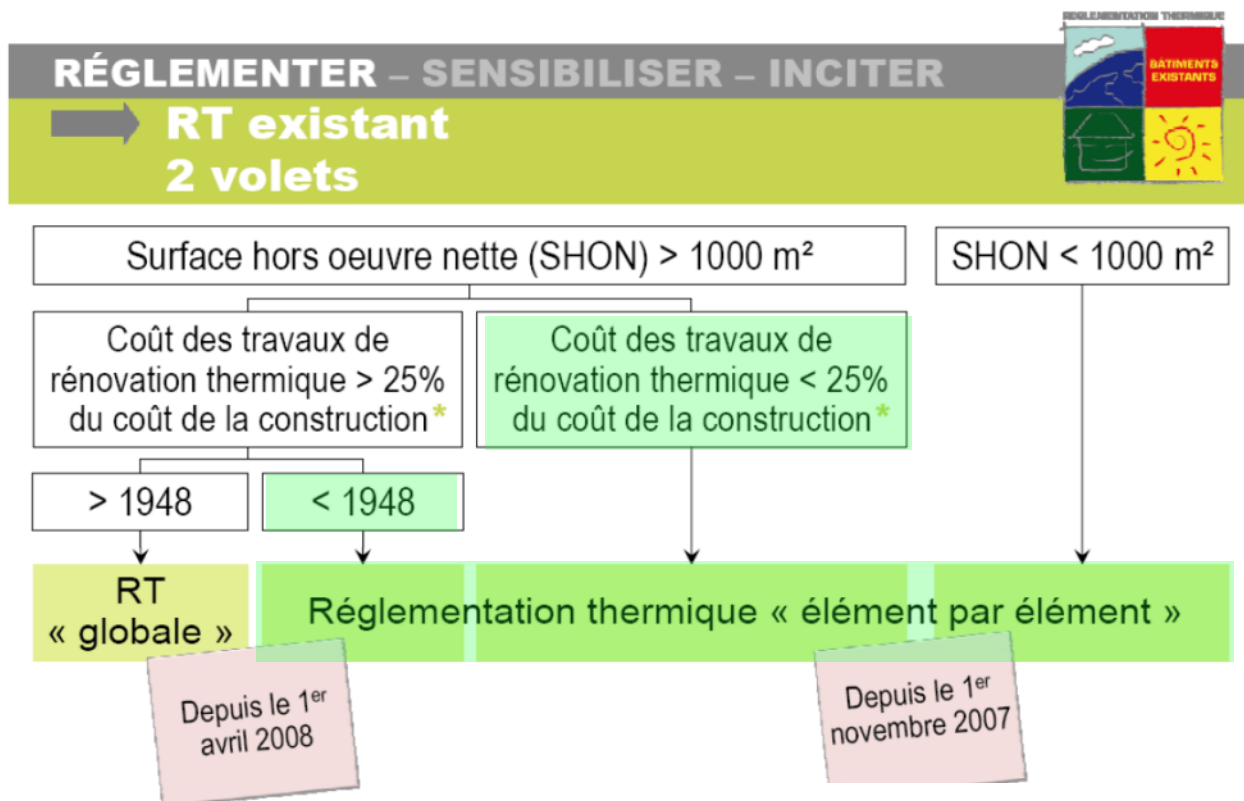 REGLEMENTATION THERMIQUE
BÂTIMENTS
EXISTANTS
RÉGLEMENTER – SENSIBILISER – INCITER
RT existant
2 volets
Surface hors oeuvre nette (SHON) > 1000 m²
SHON < 1000 m²
Coût des travaux de
rénovation thermique > 25%
du coût de la construction*
Coût des travaux de
rénovation thermique < 25%
du coût de la construction*
> 1948
< 1948
RT
« globale »
Réglementation thermique « élément par élément »
Depuis le 1er
avril 2008
Depuis le 1er
novembre 2007